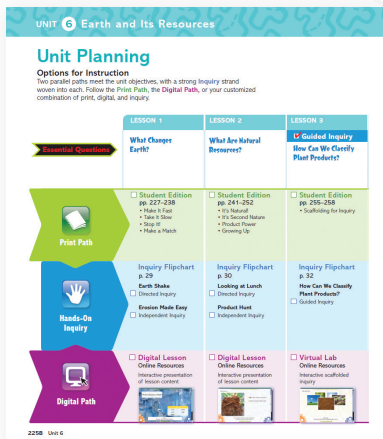 UNIT 6 Earth and Its Resources
Unit Planning
Options for Instruction
Two parallel paths meet the unit objectives, with a strong Inquiry strand
woven into each. Follow the Print Path, the Digital Path, or your customized
combination of print, digital, and inquiry.
LESSON 1
LESSON 2
LESSON 3
Essential Questions
What Changes
Earth?
What Are Natural
Resources?
Guided Inquiry
How Can We Classify
Plant Products?
Print Path
Student Edition
pp. 227–238
• Make It Fast
• Take It Slow
• Stop It!
• Make a Match
Student Edition
pp. 241–252
• It's Natural!
• It's Second Nature
• Product Power
• Growing Up
Student Edition
pp. 255–258
• Scaffolding for Inquiry
Hands-On
Inquiry
Inquiry Flipchart
p. 29
Earth Shake
Directed Inquiry
Erosion Made Easy
Independent Inquiry
Inquiry Flipchart
p. 30
Looking at Lunch
Directed Inquiry
Product Hunt
Independent Inquiry
Inquiry Flipchart
p. 32
How Can We Classify
Plant Products?
Guided Inquiry
Digital Path
Digital Lesson
Online Resources
Interactive presentation
of lesson content
Digital Lesson
Online Resources
Interactive presentation
of lesson content
Virtual Lab
Online Resources
Interactive scaffolded
inquiry
225B Unit 6